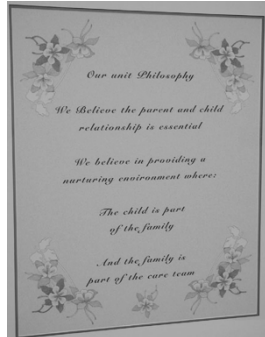 Our unit Philosophy
We Believe the parent and child
relationship is essential
We believe in providing a
nurturing environment where:
The child is part
of the family
And the family is
part of the care team